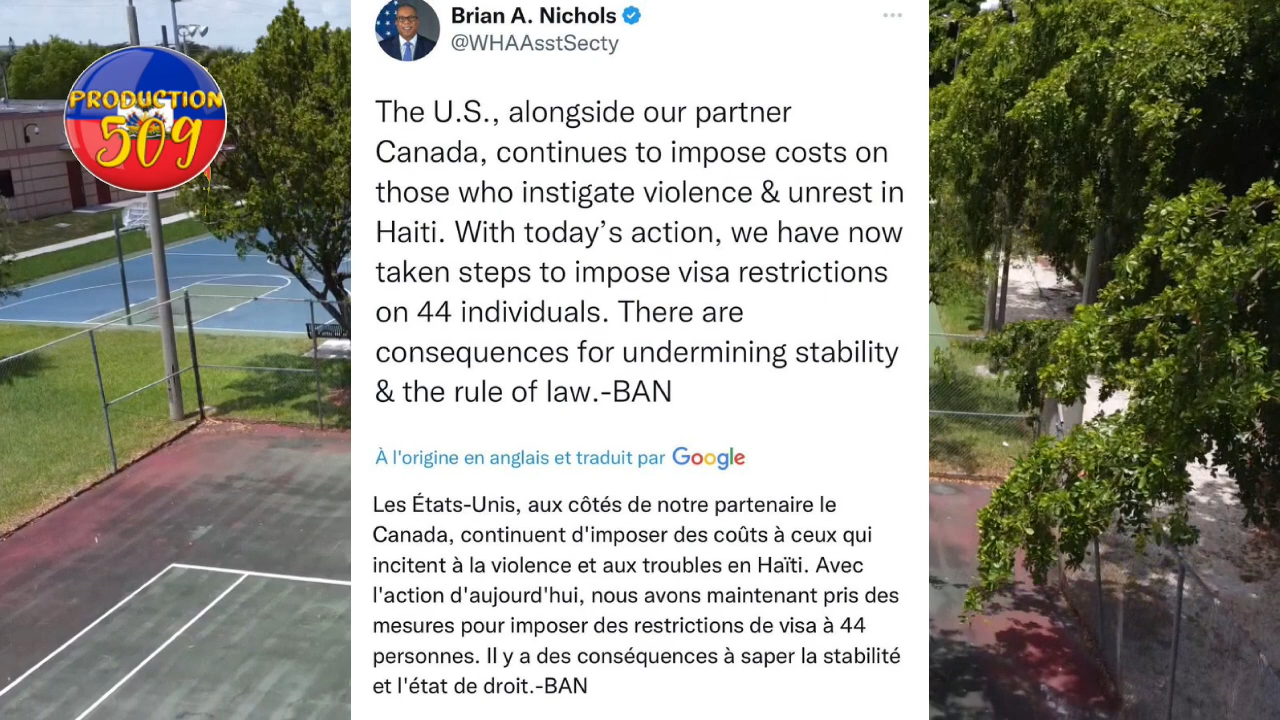 PRODUCTION
509
Brian A. Nichols
@WHAAsstSecty
The U.S., alongside our partner
Canada, continues to impose costs on
those who instigate violence & unrest in
Haiti. With today’s action, we have now
taken steps to impose visa restrictions
on 44 individuals. There are
consequences for undermining stability
& the rule of law.-BAN
À l'origine en anglais et traduit par Google
Les États-Unis, aux côtés de notre partenaire le
Canada, continuent d'imposer des coûts à ceux qui
incitent à la violence et aux troubles en Haïti. Avec
l'action d'aujourd'hui, nous avons maintenant pris des
mesures pour imposer des restrictions de visa à 44
personnes. Il y a des conséquences à saper la stabilité
et l'état de droit.-BAN